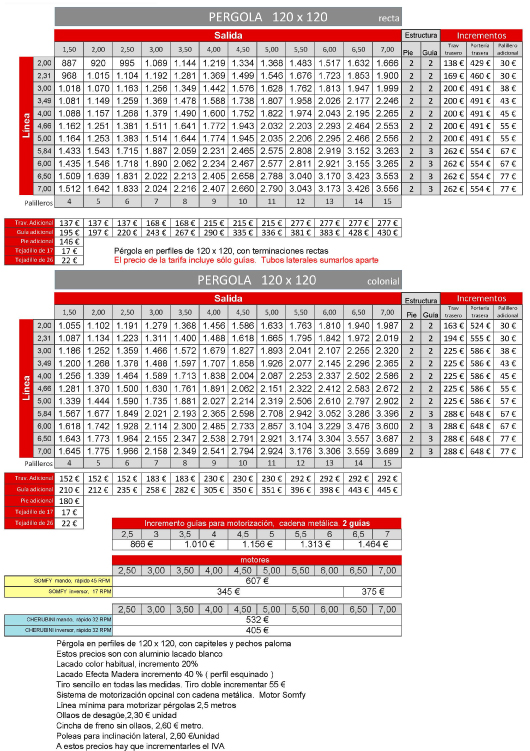 PERGOLA 120 x 120 recta
Salida Estructura Incrementos
1,50 2,00 2,50 3,00 3,50 4,00 4,50 5,00 5,50 6,00 6,50 7,00 Pie Guia Trav trasero Porteria trasera Palillero adicional
Línea
2,00 887 920 995 1.069 1.144 1.219 1.334 1.368 1.483 1.517 1.632 1.666 2 2 138 € 429 € 30 €
2,31 968 1.015 1.104 1.192 1.281 1.369 1.499 1.546 1.676 1.723 1.853 1.900 2 2 169 € 460 € 30 €
3,00 1.018 1.070 1.163 1.256 1.349 1.442 1.576 1.628 1.762 1.813 1.947 1.999 2 2 200 € 491 € 38 €
3,49 1.081 1.149 1.259 1.369 1.478 1.588 1.738 1.807 1.958 2.026 2.177 2.246 2 2 200 € 491 € 43 €
4,00 1.088 1.157 1.268 1.379 1.490 1.600 1.752 1.822 1.974 2.043 2.195 2.265 2 2 200 € 491 € 45 €
4,66 1.162 1.251 1.381 1.511 1.641 1.772 1.943 2.032 2.203 2.293 2.464 2.553 2 2 200 € 491 € 55 €
5,00 1.164 1.253 1.383 1.514 1.644 1.774 1.945 2.035 2.206 2.295 2.466 2.556 2 2 200 € 491 € 55 €
5,84 1.433 1.543 1.715 1.887 2.059 2.231 2.465 2.575 2.808 2.919 3.152 3.263 2 3 262 € 554 € 67 €
6,00 1.435 1.546 1.718 1.890 2.062 2.234 2.467 2.577 2.811 2.921 3.155 3.265 2 3 262 € 554 € 67 €
6,50 1.509 1.639 1.831 2.022 2.213 2.405 2.658 2.788 3.040 3.170 3.423 3.553 2 3 262 € 554 € 77 €
7,00 1.512 1.642 1.833 2.024 2.216 2.407 2.660 2.790 3.043 3.173 3.426 3.556 2 3 262 € 554 € 77 €
Palilleros 4 5 6 7 8 9 10 11 12 13 14 15
Trav. Adicional 137 € 137 € 137 € 168 € 168 € 215 € 215 € 215 € 277 € 277 € 277 € 277 €
Guía adicional 195 € 197 € 220 € 243 € 267 € 290 € 335 € 336 € 381 € 383 € 428 € 430 €
Pie adicional 146 €
Tejadillo de 17 17 € Pérgola en perfiles de 120 x 120, con terminaciones rectas
Tejadillo de 26 22 € El precio de la tarifa incluye sólo guias. Tubos laterales sumarlos aparte
PERGOLA 120 x 120 colonial
Salida Estructura Incrementos
1,50 2,00 2,50 3,00 3,50 4,00 4,50 5,00 5,50 6,00 6,50 7,00 Pie Guia Trav trasero Porteria trasera Palillero adicional
Línea
2,00 1.055 1.102 1.191 1.279 1.368 1.456 1.586 1.633 1.763 1.810 1.940 1.987 2 2 163 € 524 € 30 €
2,31 1.087 1.134 1.223 1.311 1.400 1.488 1.618 1.665 1.795 1.842 1.972 2.019 2 2 194 € 555 € 30 €
3,00 1.186 1.252 1.359 1.466 1.572 1.679 1.827 1.893 2.041 2.107 2.255 2.320 2 2 225 € 586 € 38 €
3,49 1.200 1.268 1.378 1.488 1.597 1.707 1.858 1.926 2.077 2.145 2.296 2.365 2 2 225 € 586 € 43 €
4,00 1.256 1.339 1.464 1.589 1.713 1.838 2.004 2.087 2.253 2.337 2.502 2.586 2 2 225 € 586 € 45 €
4,66 1.281 1.370 1.500 1.630 1.761 1.891 2.062 2.151 2.322 2.412 2.583 2.672 2 2 225 € 586 € 55 €
5,00 1.339 1.444 1.590 1.735 1.881 2.027 2.214 2.319 2.506 2.610 2.797 2.902 2 2 225 € 586 € 57 €
5,84 1.567 1.677 1.849 2.021 2.193 2.365 2.598 2.708 2.942 3.052 3.286 3.396 2 3 288 € 648 € 67 €
6,00 1.618 1.742 1.928 2.114 2.300 2.485 2.733 2.857 3.104 3.229 3.476 3.600 2 3 288 € 648 € 67 €
6,50 1.643 1.773 1.964 2.155 2.347 2.538 2.791 2.921 3.174 3.304 3.557 3.687 2 3 288 € 648 € 77 €
7,00 1.645 1.775 1.966 2.158 2.349 2.541 2.794 2.924 3.176 3.306 3.559 3.689 2 3 288 € 648 € 77 €
Palilleros 4 5 6 7 8 9 10 11 12 13 14 15
Trav. Adicional 152 € 152 € 152 € 183 € 183 € 230 € 230 € 230 € 292 € 292 € 292 € 292 €
Guía adicional 210 € 212 € 235 € 258 € 282 € 305 € 350 € 351 € 396 € 398 € 443 € 445 €
Pie adicional 180 €
Tejadillo de 17 17 €
Tejadillo de 26 22 €
Incremento guías para motorización, cadena metálica. 2 guias
2,5 3 3,5 4 4,5 5 5,5 6 6,5 7
866 € 1.010 € 1.156 € 1.313 € 1.464 €
motores
2,50 3,00 3,50 4,00 4,50 5,00 5,50 6,00 6,50 7,00
SOMFY mando, rápido 45 RPM 607 €
SOMFY inversor, 17 RPM 345 € 375 €
2,50 3,00 3,50 4,00 4,50 5,00 5,50 6,00 6,50 7,00
CHERUBINI mando, rápido 32 RPM 532 €
CHERUBINI inversor, rápido 32 RPM 405 €
Pérgola en perfiles de 120 x 120, con capiteles y pechos paloma
Estos precios son con aluminio lacado blanco
Lacado color habitual, incremento 20%
Lacado Efecta Madera incremento 40 % ( perfil esquinado )
Tiro sencillo en todas las medidas. Tiro doble incrementar 55 €
Sistema de motorización opcinal con cadena metálica. Motor Somfy
Línea mínima para motorizar pérgolas 2,5 metros
Ollaos de desagüe,2,30 € unidad
Cincha de freno sin ollaos, 2,60 € metro.
Poleas para inclinación lateral, 2,60 €/unidad
A estos precios hay que incrementarles el IVA